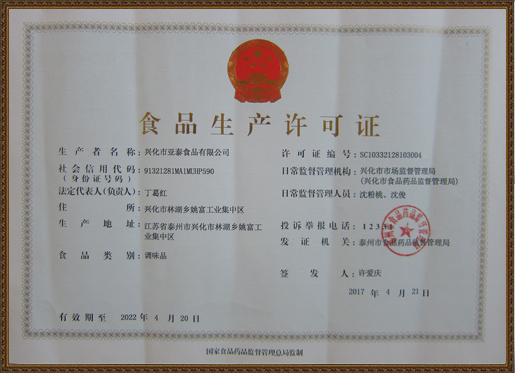 食品生产许可证
生产者名称：兴化市亚泰食品有限公司
许可证编号：SC10332128103004
社会信用代码：91321281MA1MUHP590
（身份证号码）
日常监督管理机构：兴化市市场监督管理局
(兴化市食品药品监督管理局)
法定代表人(负责人)：丁葛红
日常监督管理人员：沈粉桃、沈俊
住所：兴化市林湖乡姚富工业集中区
生产地址：江苏省泰州市兴化市林湖乡姚富工
业集中区
投诉举报电话：12331
发证机关：泰州市食品药品监督管理局
食品类别：调味品
签发人：许爱庆
2017 年 4 月 21 日
有效期至 2022 年 4 月 20 日
国家食品药品监督管理总局监制